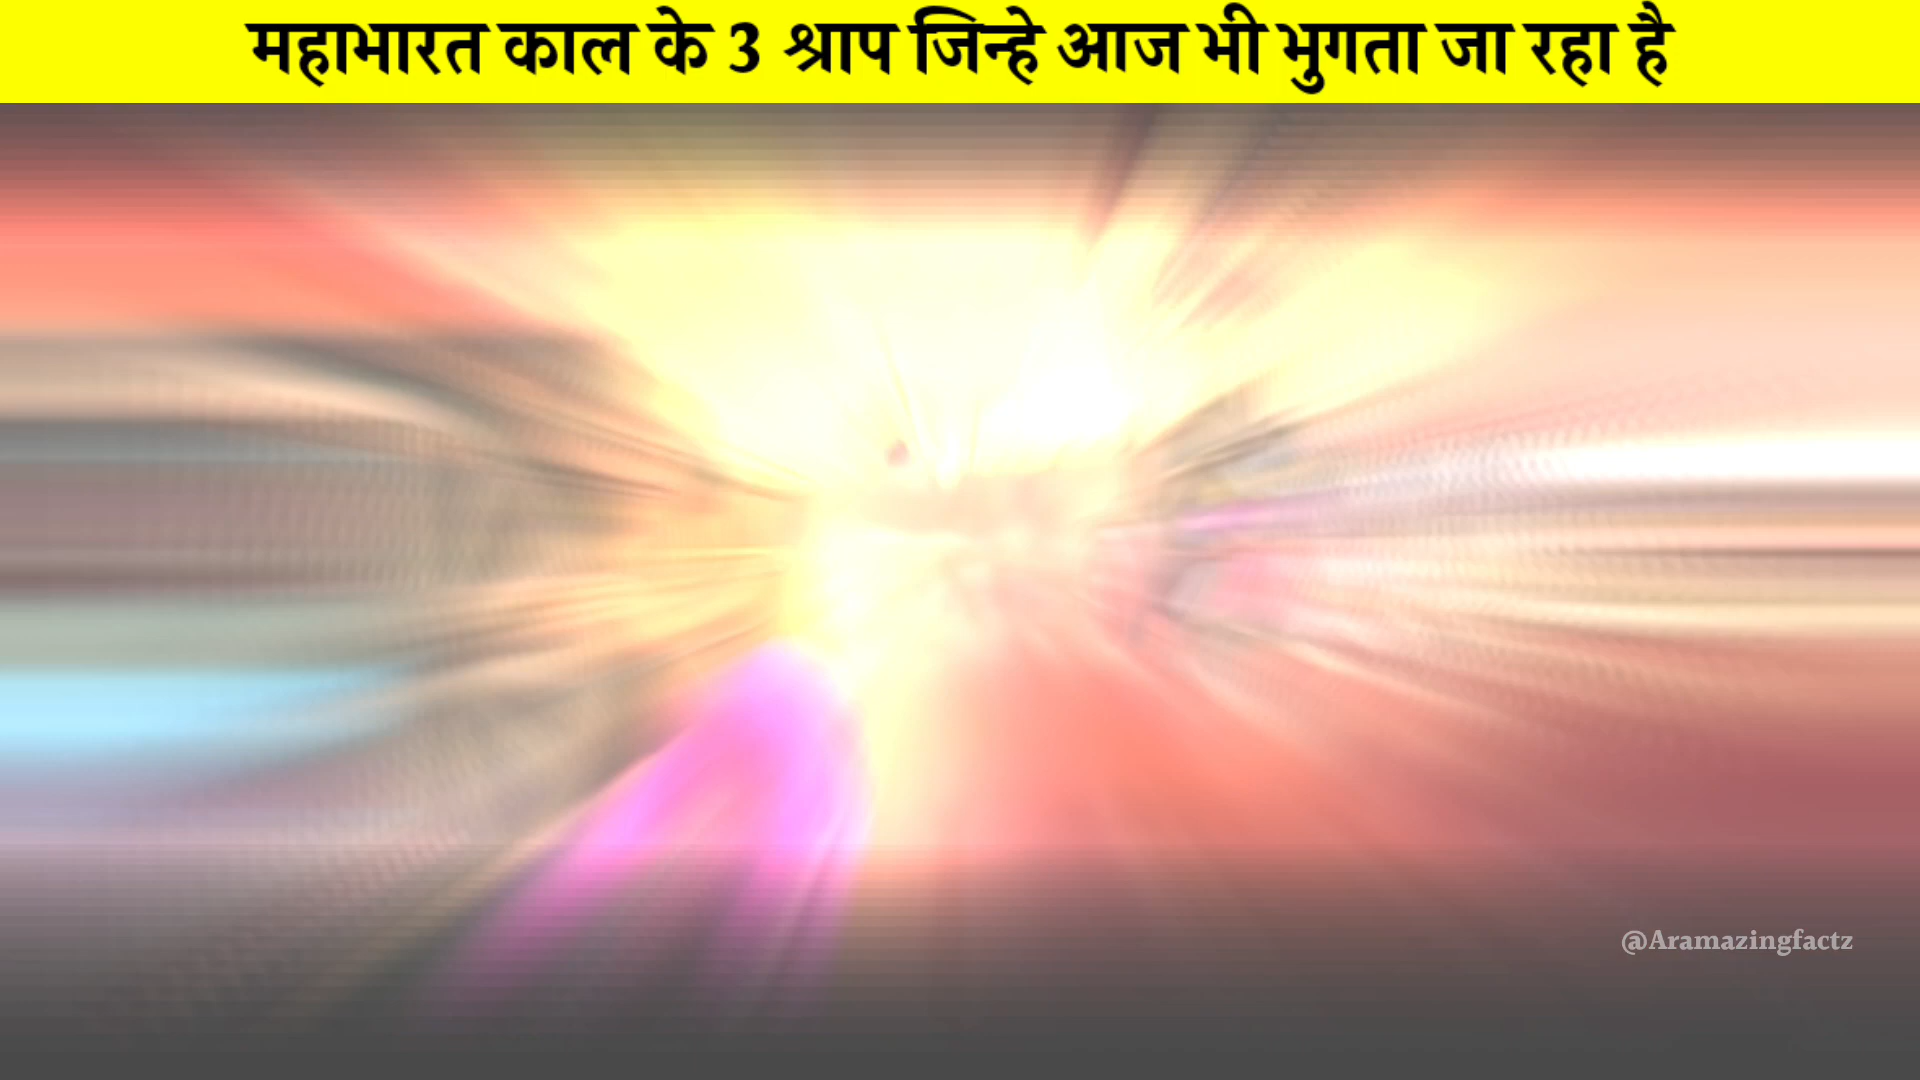 महाभारत काल के 3 श्राप जिन्हे आज भी भुगता जा रहा है
@Aramazingfactz